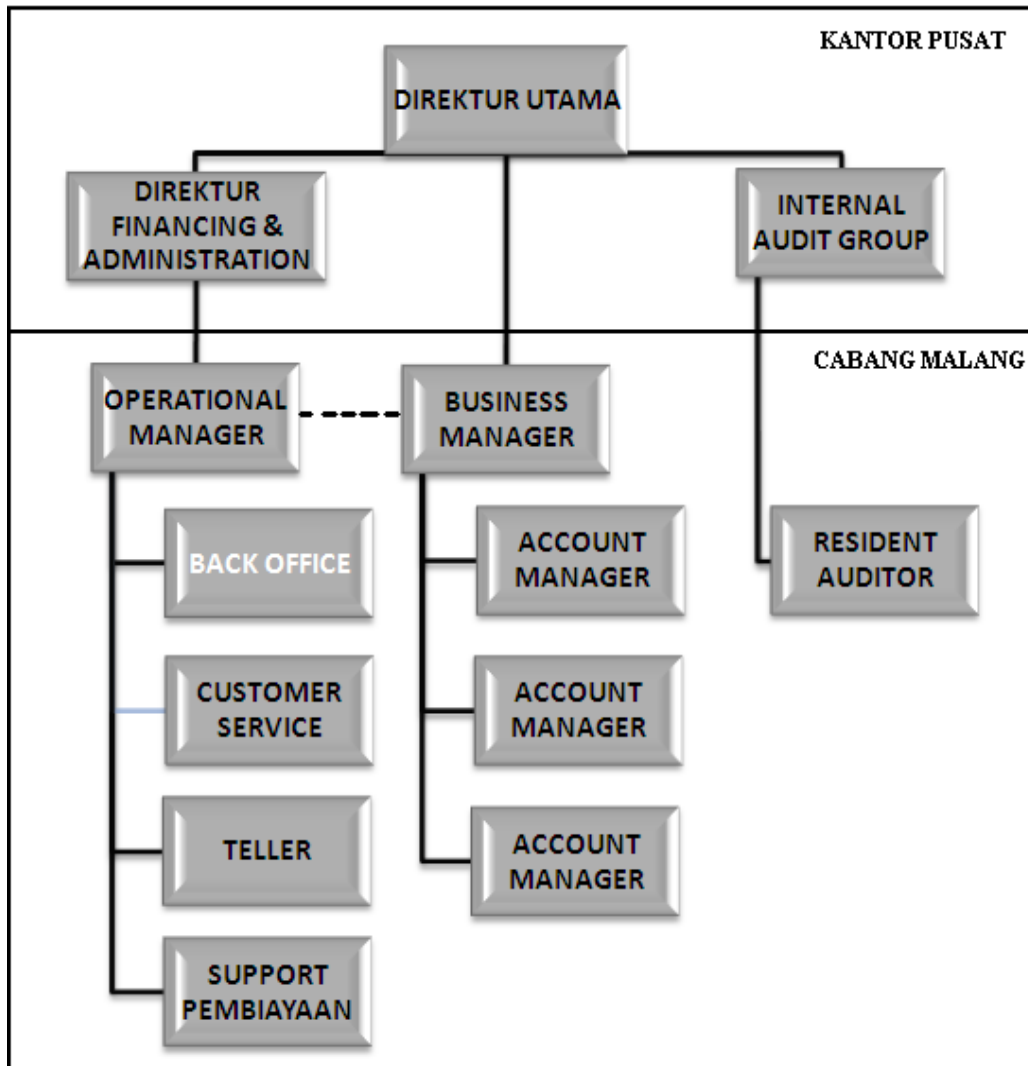 KANTOR PUSAT
DIREKTUR UTAMA
DIREKTUR
FINANCING &
ADMINISTRATION
INTERNAL
AUDIT GROUP
CABANG MALANG
OPERATIONAL
MANAGER
BUSINESS
MANAGER
BACK OFFICE
ACCOUNT
MANAGER
RESIDENT
AUDITOR
CUSTOMER
SERVICE
ACCOUNT
MANAGER
TELLER
ACCOUNT
MANAGER
SUPPORT
PEMBIAYAAN